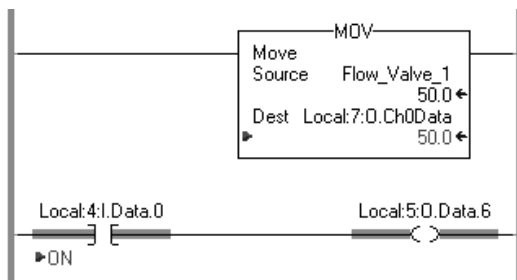 MOV
Move
Source Flow_Valve_1
50.0
Dest Local:7:O.Ch0Data
50.0
Local:4:I.Data.0 Local:5:O.Data.6
ON